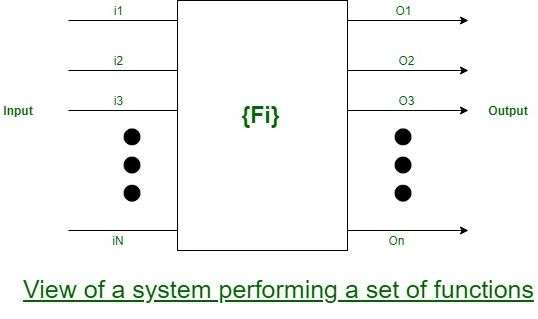 i1
O1
i2
O2
i3
O3
Input
{Fi}
Output
iN
On
View of a system performing a set of functions